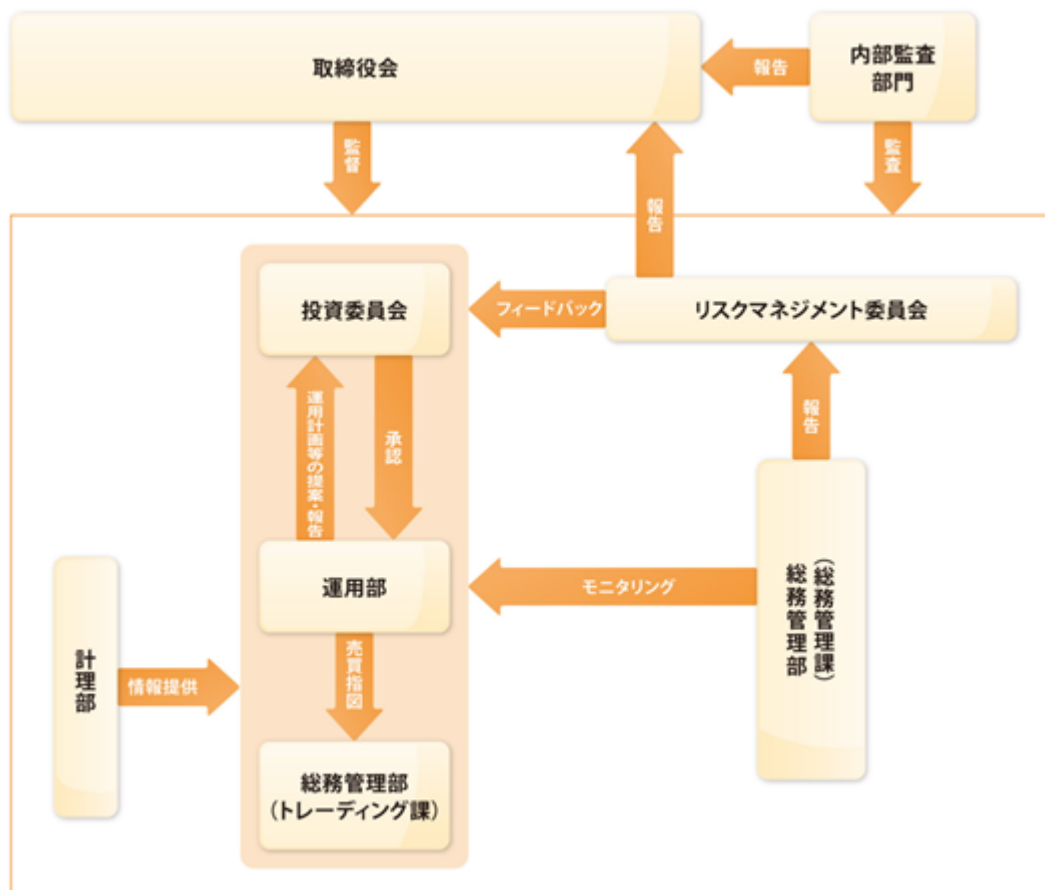 取締役会
報告
内部監査
部門
監督
監査
報告
投資委員会
フィードバック
リスクマネジメント委員会
運用計画等の提案・報告
承認
報告
運用部
モニタリング
総務管理部
(総務管理課)
計理部
情報提供
売買指図
総務管理部
(トレーディング課)